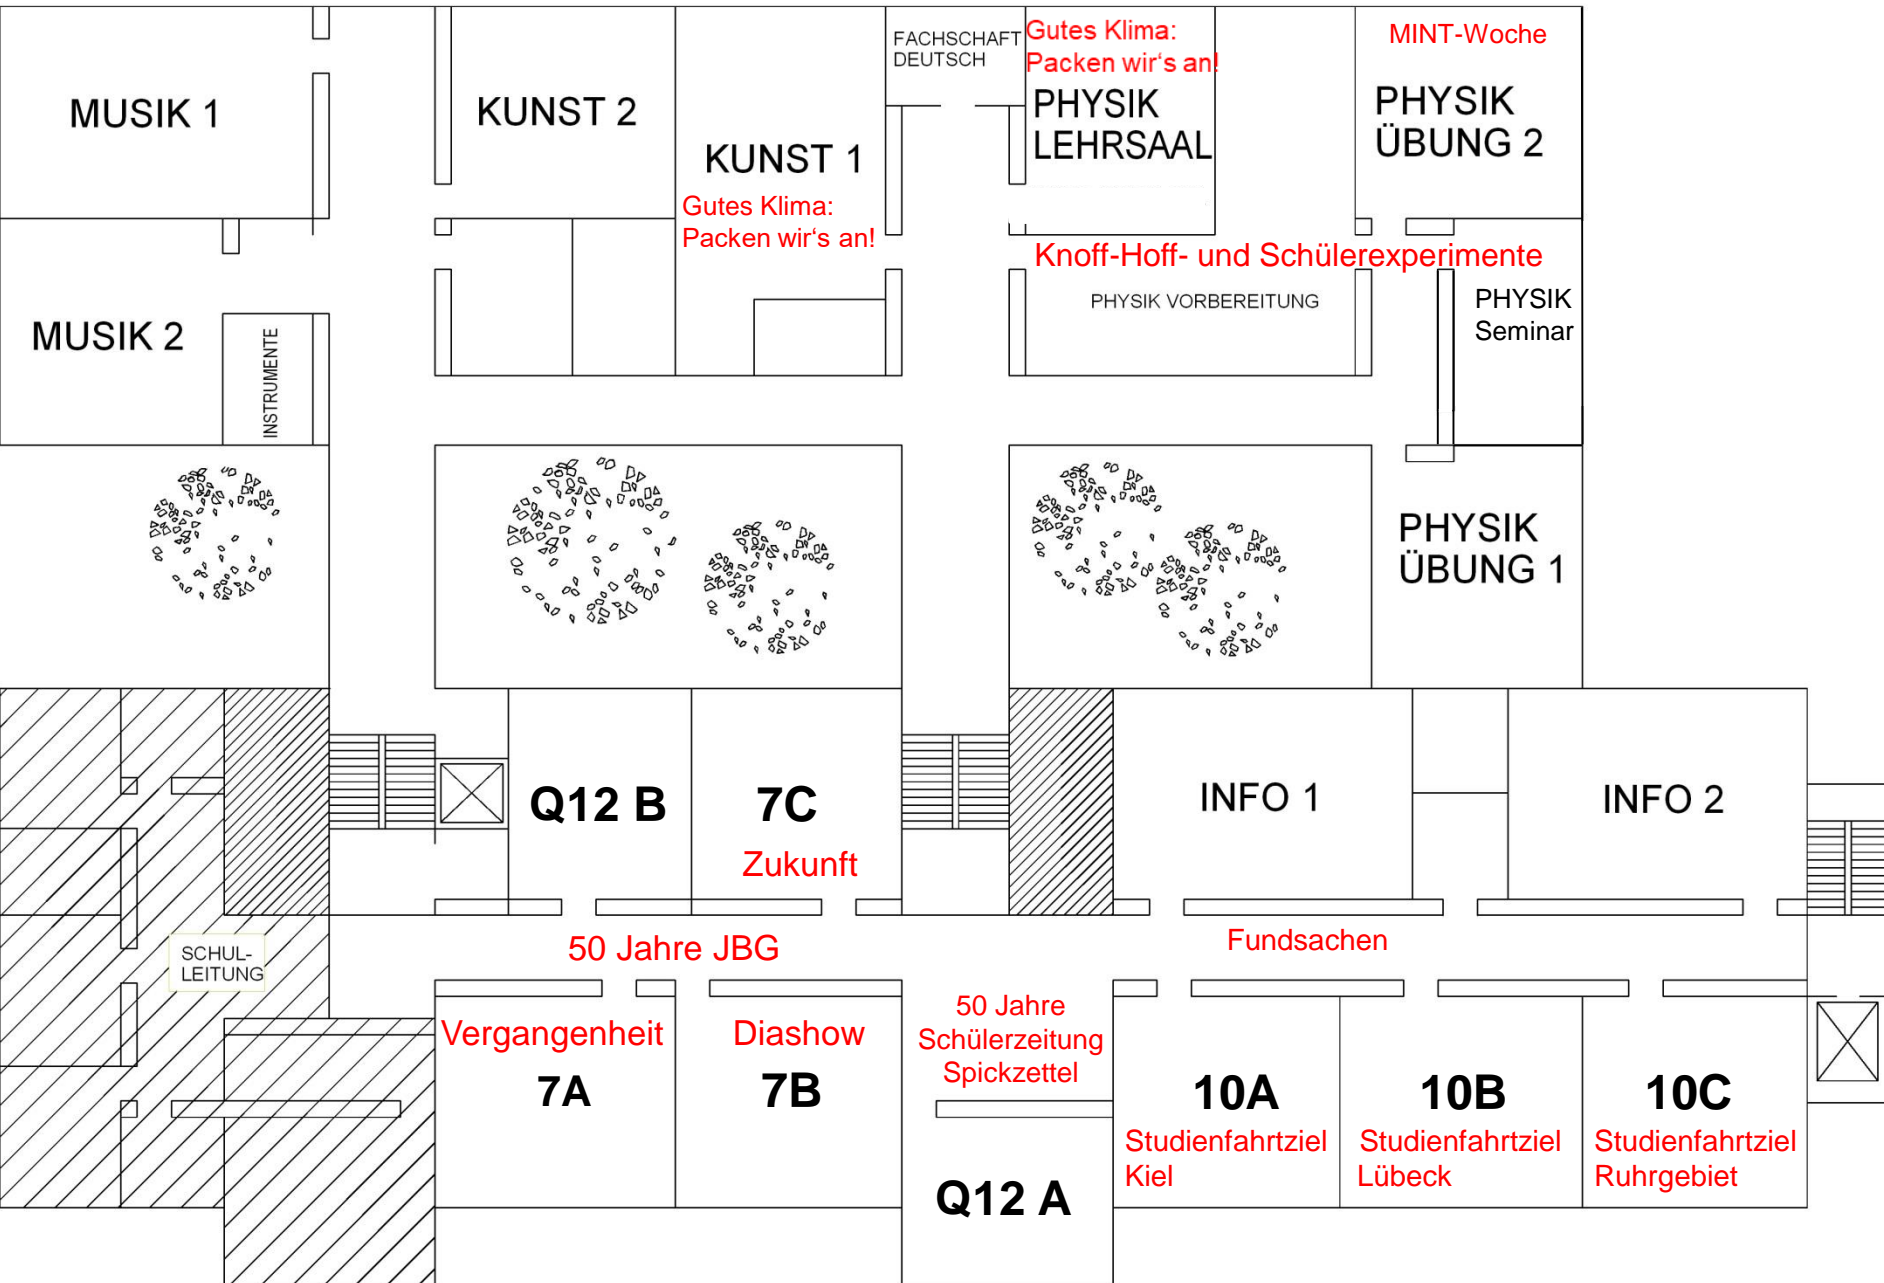 MUSIK 1
KUNST 2
KUNST 1
Gutes Klima:
Packen wir's an!
FACHSCHAFT
DEUTSCH
Gutes Klima:
Packen wir's an!
PHYSIK
LEHRSAAL
MINT-Woche
PHYSIK
ÜBUNG 2
Knoff-Hoff- und Schülerexperimente
PHYSIK VORBEREITUNG
PHYSIK
Seminar
MUSIK 2
INSTRUMENTE
PHYSIK
ÜBUNG 1
Q12 B
7C
Zukunft
INFO 1
INFO 2
SCHUL-
LEITUNG
50 Jahre JBG
Fundsachen
Vergangenheit
7A
Diashow
7B
50 Jahre
Schülerzeitung
Spickzettel
Q12 A
10A
Studienfahrtziel
Kiel
10B
Studienfahrtziel
Lübeck
10C
Studienfahrtziel
Ruhrgebiet